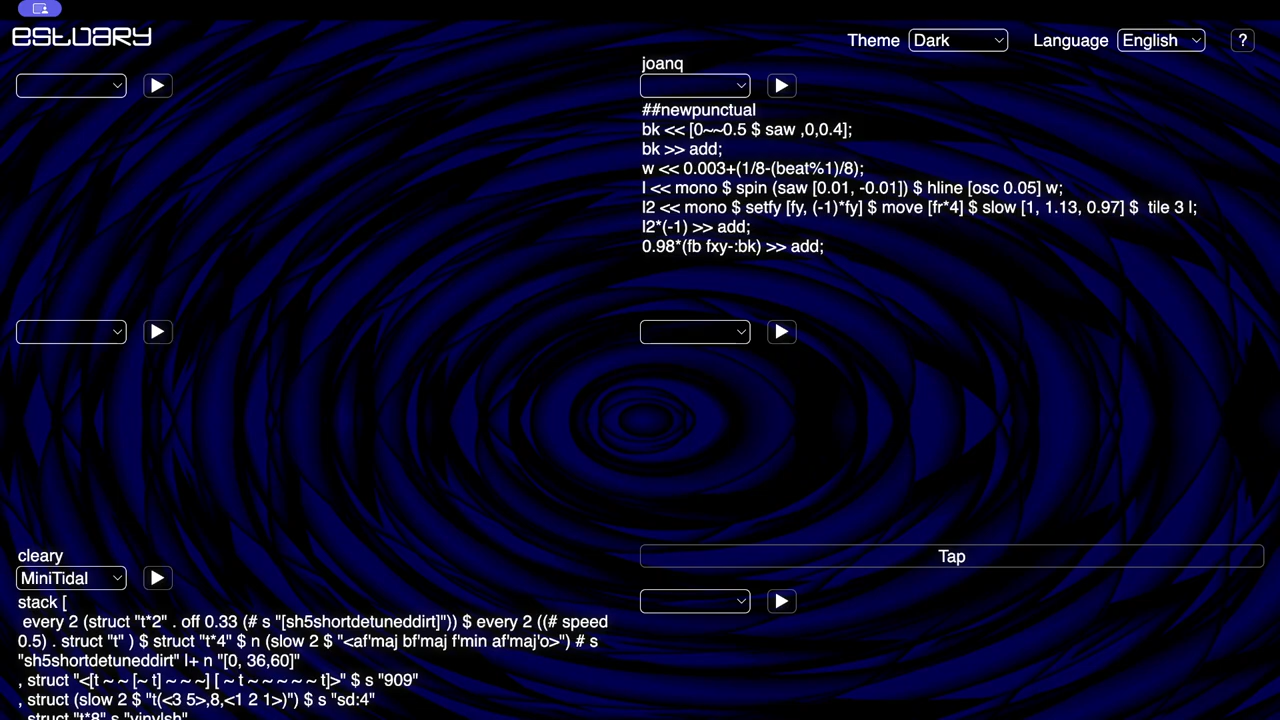 estuary
Theme Dark Language English ?
joanq
##newpunctual
bk << [0~~0.5 $ saw ,0,0.4];
bk >> add;
w << 0.003+(1/8-(beat%1)/8);
l << mono $ spin (saw [0.01, -0.01]) $ hline [osc 0.05] w;
l2 << mono $ setfy [fy, (-1)*fy] $ move [fr*4] $ slow [1, 1.13, 0.97] $  tile 3 l;
l2*(-1) >> add;
0.98*(fb fxy-:bk) >> add;
cleary
MiniTidal
stack [
every 2 (struct "t*2" . off 0.33 (# s "[sh5shortdetuneddirt]")) $ every 2 ((# speed
0.5) . struct "t" ) $ struct "t*4" $ n (slow 2 $ "<af'maj bf'maj f'min af'maj'o>") # s
"sh5shortdetuneddirt" |+ n "[0, 36,60]"
, struct "<[t ~ ~ [~ t] ~ ~ ~] [ ~ t ~ ~ ~ ~ ~ t]>" $ s "909"
, struct (slow 2 $ "t(<3 5>,8,<1 2 1>)") $ s "sd:4"
, struct "t*8" s "vinylsh"
Tap